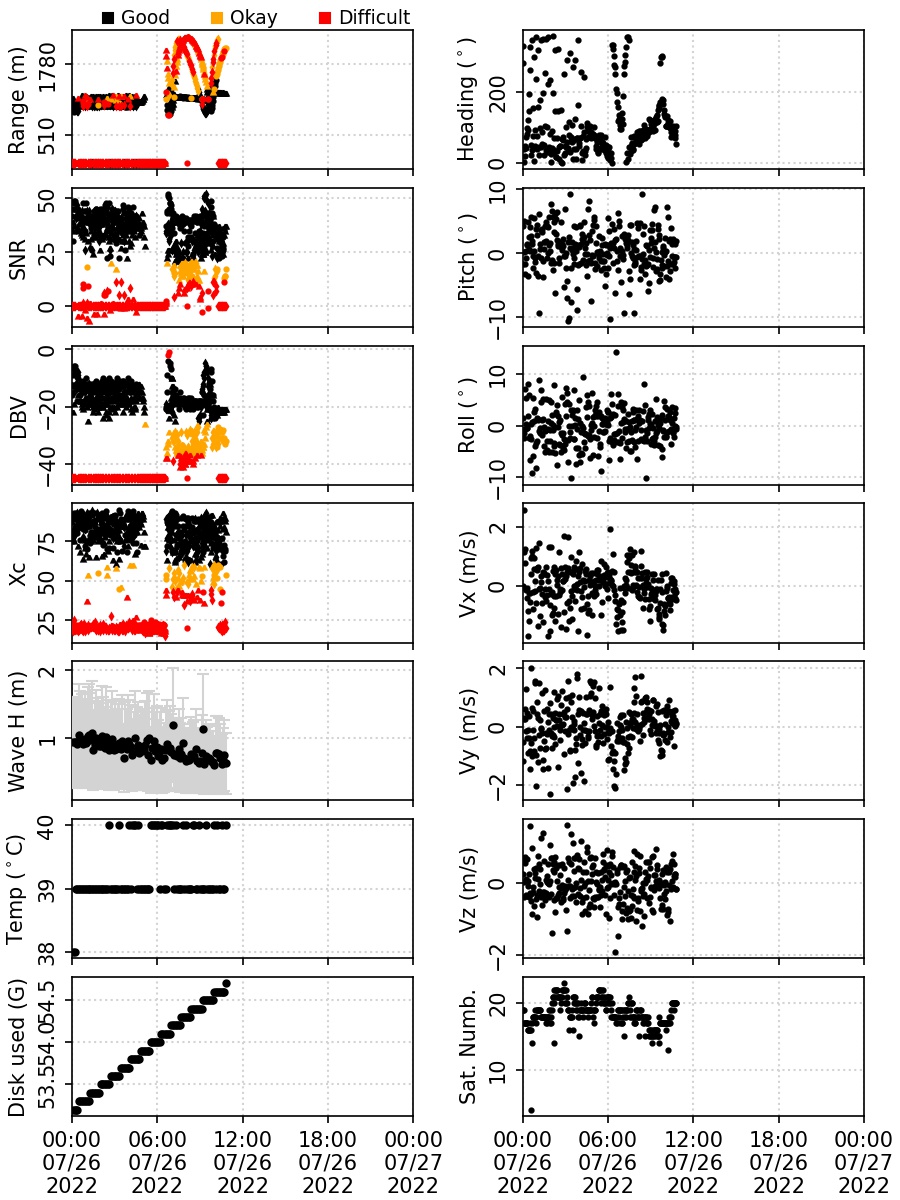 Good Okay Difficult
Range (m)
1780
510
Heading ( ° )
200
0
SNR
50
25
0
Pitch ( ° )
10
0
−10
DBV
0
−20
−40
Roll ( ° )
10
0
−10
Xc
75
50
25
Vx (m/s)
2
0
Wave H (m)
2
1
Vy (m/s)
2
0
−2
Temp ( ° C)
40
39
38
Vz (m/s)
0
−2
Disk used (G)
54.5
54.0
53.5
Sat. Numb.
20
10
00:00 06:00 12:00 18:00 00:00
07/26 07/26 07/26 07/26 07/27
2022 2022 2022 2022 2022
00:00 06:00 12:00 18:00 00:00
07/26 07/26 07/26 07/26 07/27
2022 2022 2022 2022 2022